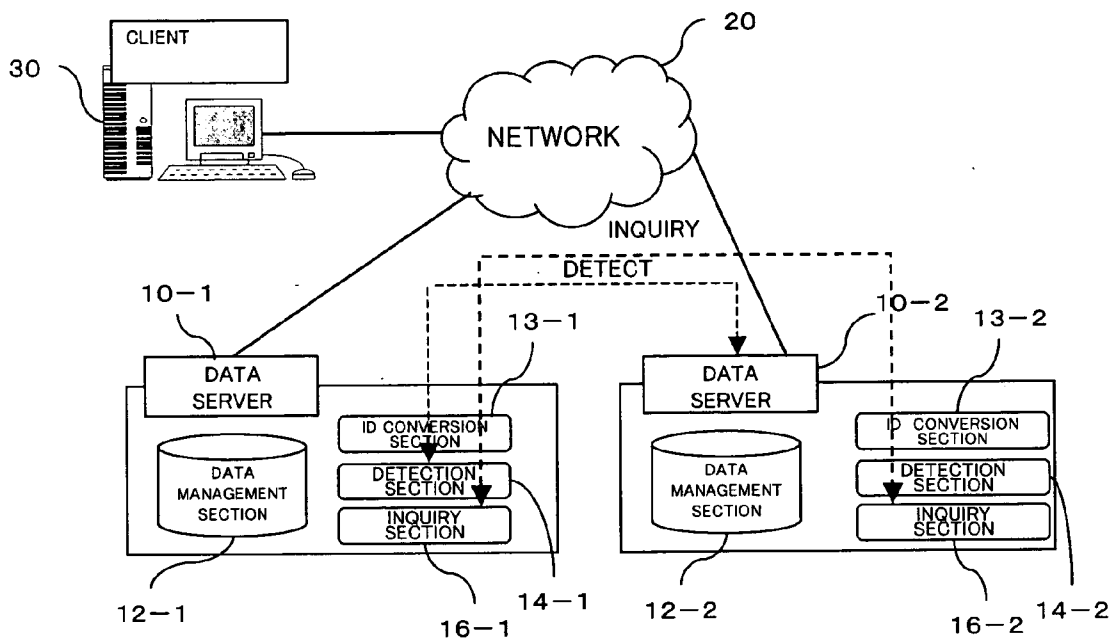 CLIENT
30
20
NETWORK
INQUIRY
DETECT
10-1
13-1
10-2
13-2
DATA
SERVER
ID CONVERSION
SECTION
DATA
MANAGEMENT
SECTION
DETECTION
SECTION
INQUIRY
SECTION
DATA
SERVER
ID CONVERSION
SECTION
DATA
MANAGEMENT
SECTION
DETECTION
SECTION
INQUIRY
SECTION
12-1
16-1
14-1
12-2
16-2
14-2